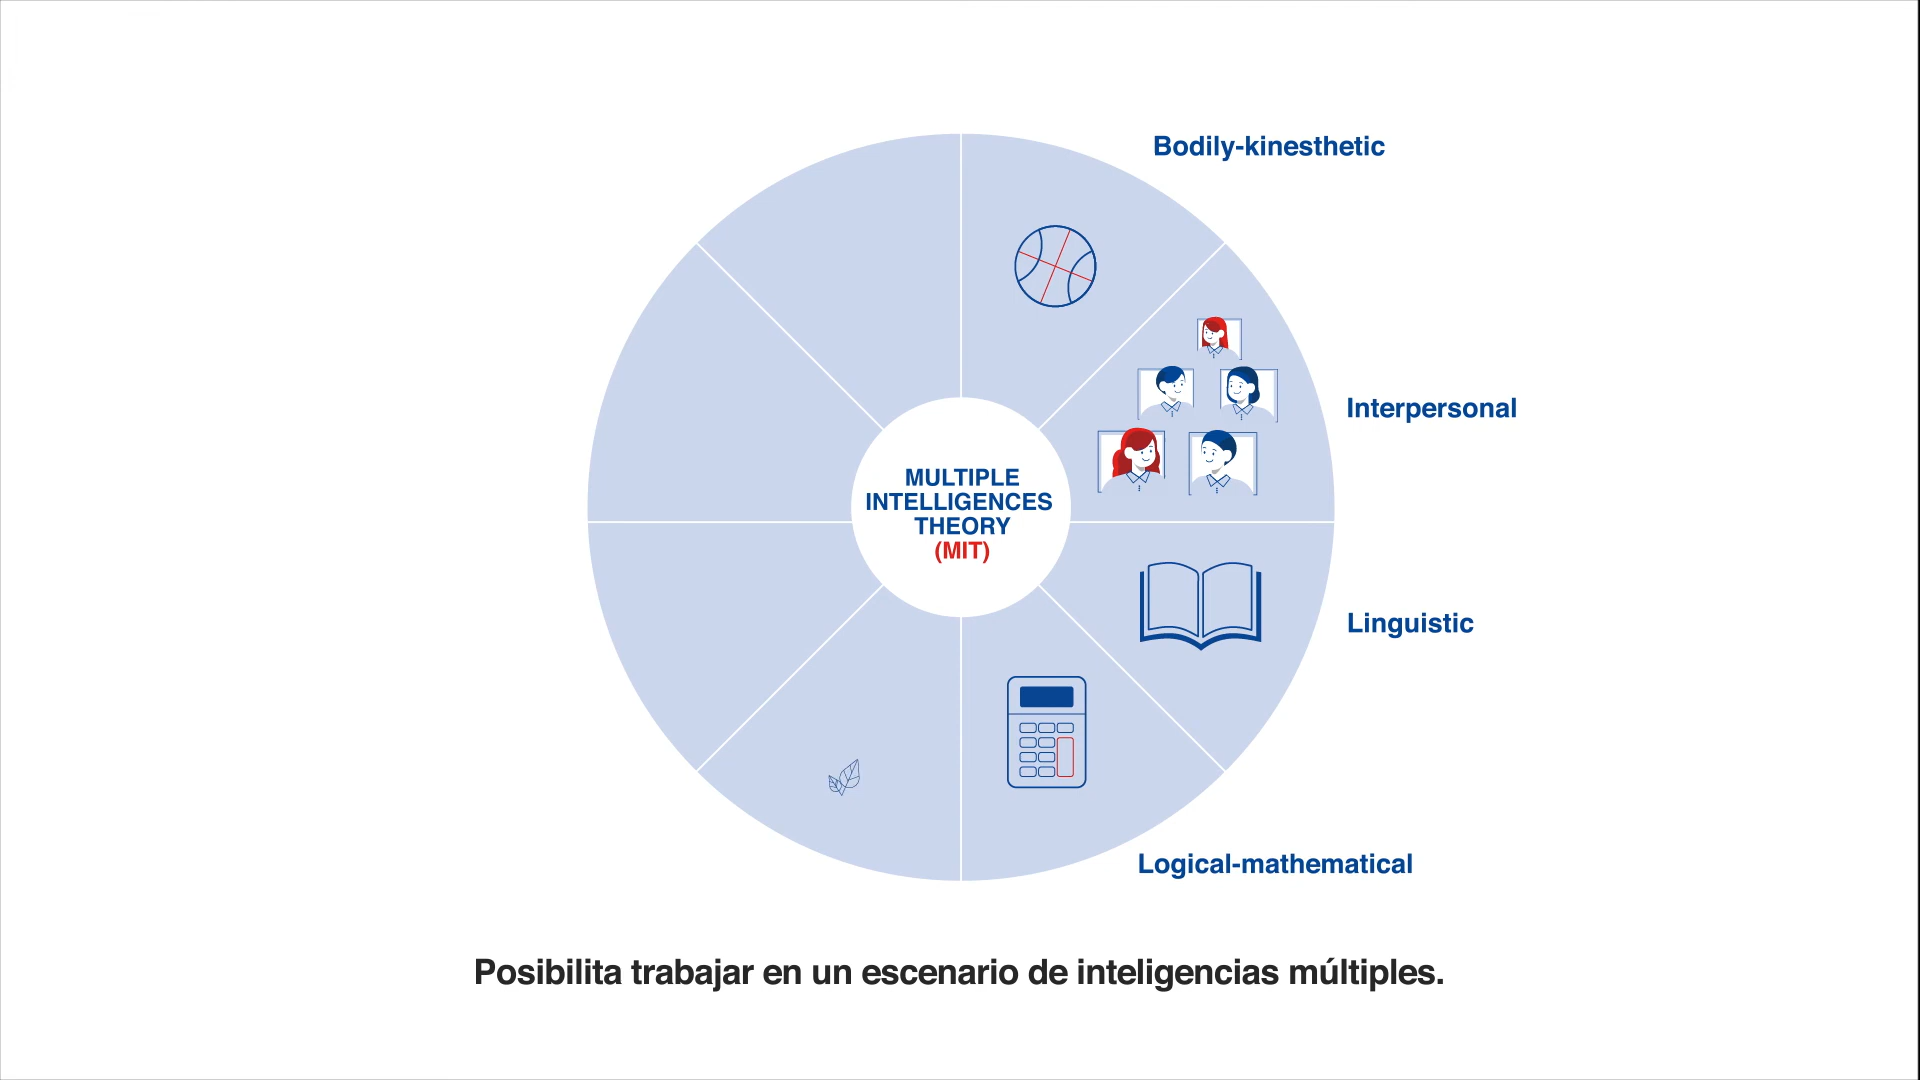 Bodily-kinesthetic
Interpersonal
MULTIPLE
INTELLIGENCES
THEORY
(MIT)
Linguistic
Logical-mathematical
Posibilita trabajar en un escenario de inteligencias múltiples.